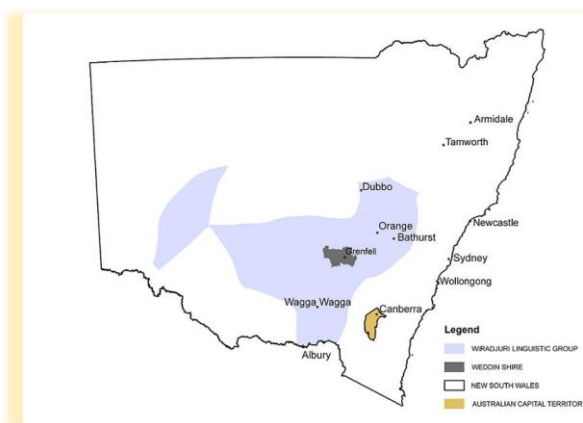 Armidale
Tamworth
Dubbo
Orange
Newcastle
Bathurst
Grenfell
Sydney
Wollongong
Wagga Wagga
Canberra
Albury
Legend
WIRADJURI LINGUISTIC GROUP
WEDDIN SHIRE
NEW SOUTH WALES
AUSTRALIAN CAPITAL TERRITORY